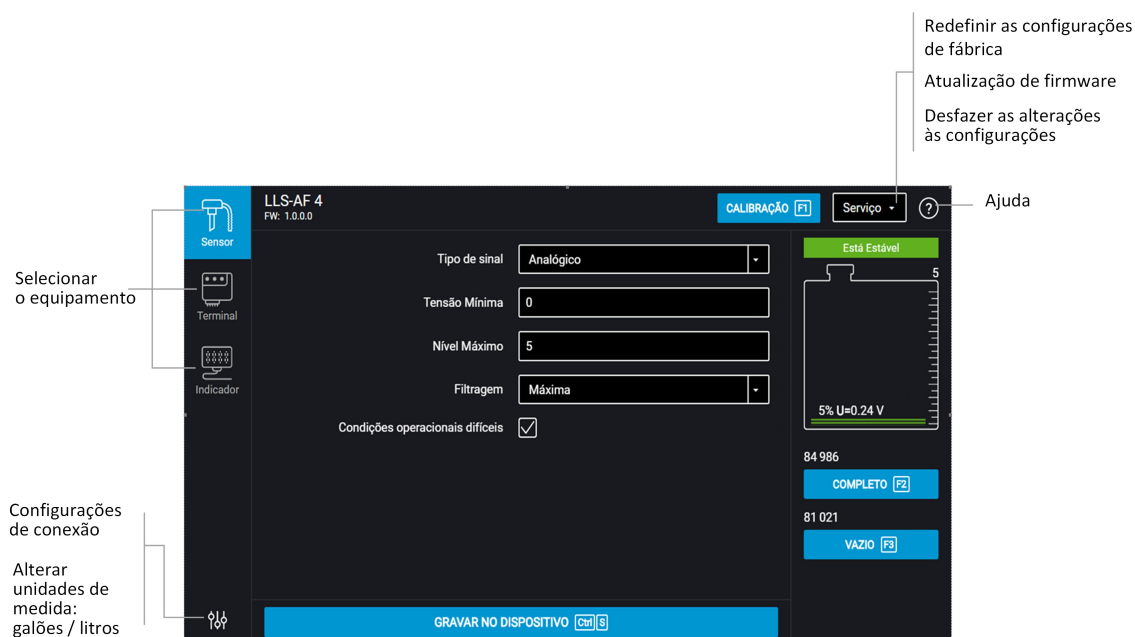 Redefinir as configurações
de fábrica
Atualização de firmware
Desfazer as alterações
às configurações
Ajuda
Selecionar
o equipamento
Configurações
de conexão
Alterar
unidades de
medida:
galões / litros
Sensor
Terminal
Indicador
LLS-AF 4
FW: 1.0.0.0
CALIBRAÇÃO F1
Serviço
?
Tipo de sinal Analógico
Tensão Mínima 0
Nível Máximo 5
Filtragem Máxima
Condições operacionais difíceis
GRAVAR NO DISPOSITIVO Ctrl S
Está Estável
5
5% U=0.24 V
84 986
COMPLETO F2
81 021
VAZIO F3